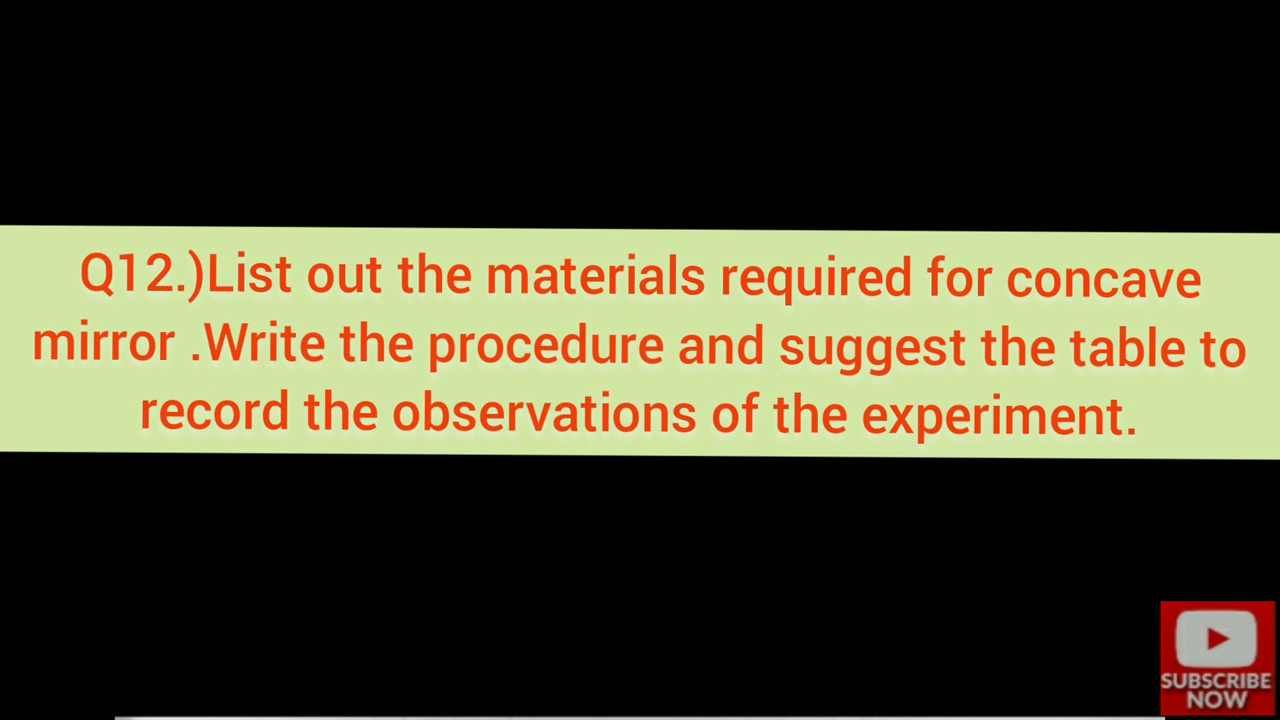 Q12.)List out the materials required for concave
mirror .Write the procedure and suggest the table to
record the observations of the experiment.
SUBSCRIBE
NOW